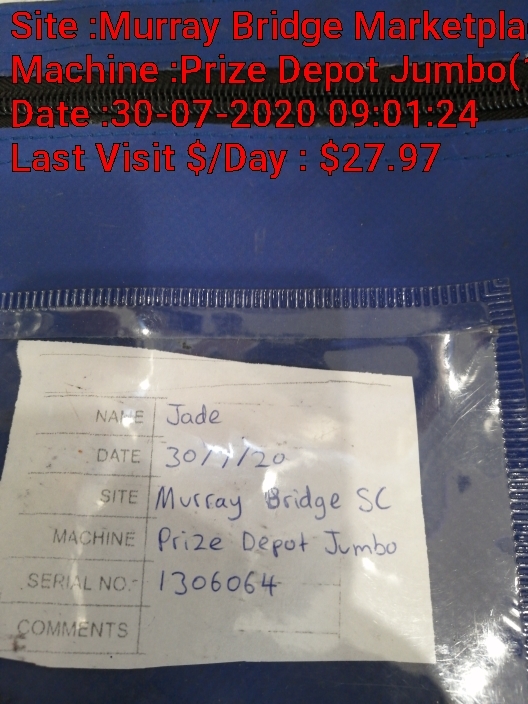 Site :Murray Bridge Marketpla
Machine :Prize Depot Jumbo(
Date :30-07-2020 09:01:24
Last Visit $/Day : $27.97
NAME Jade
DATE 30/7/20
SITE Murray Bridge SC
MACHINE Prize Depot Jumbo
SERIAL NO. 1306064
COMMENTS